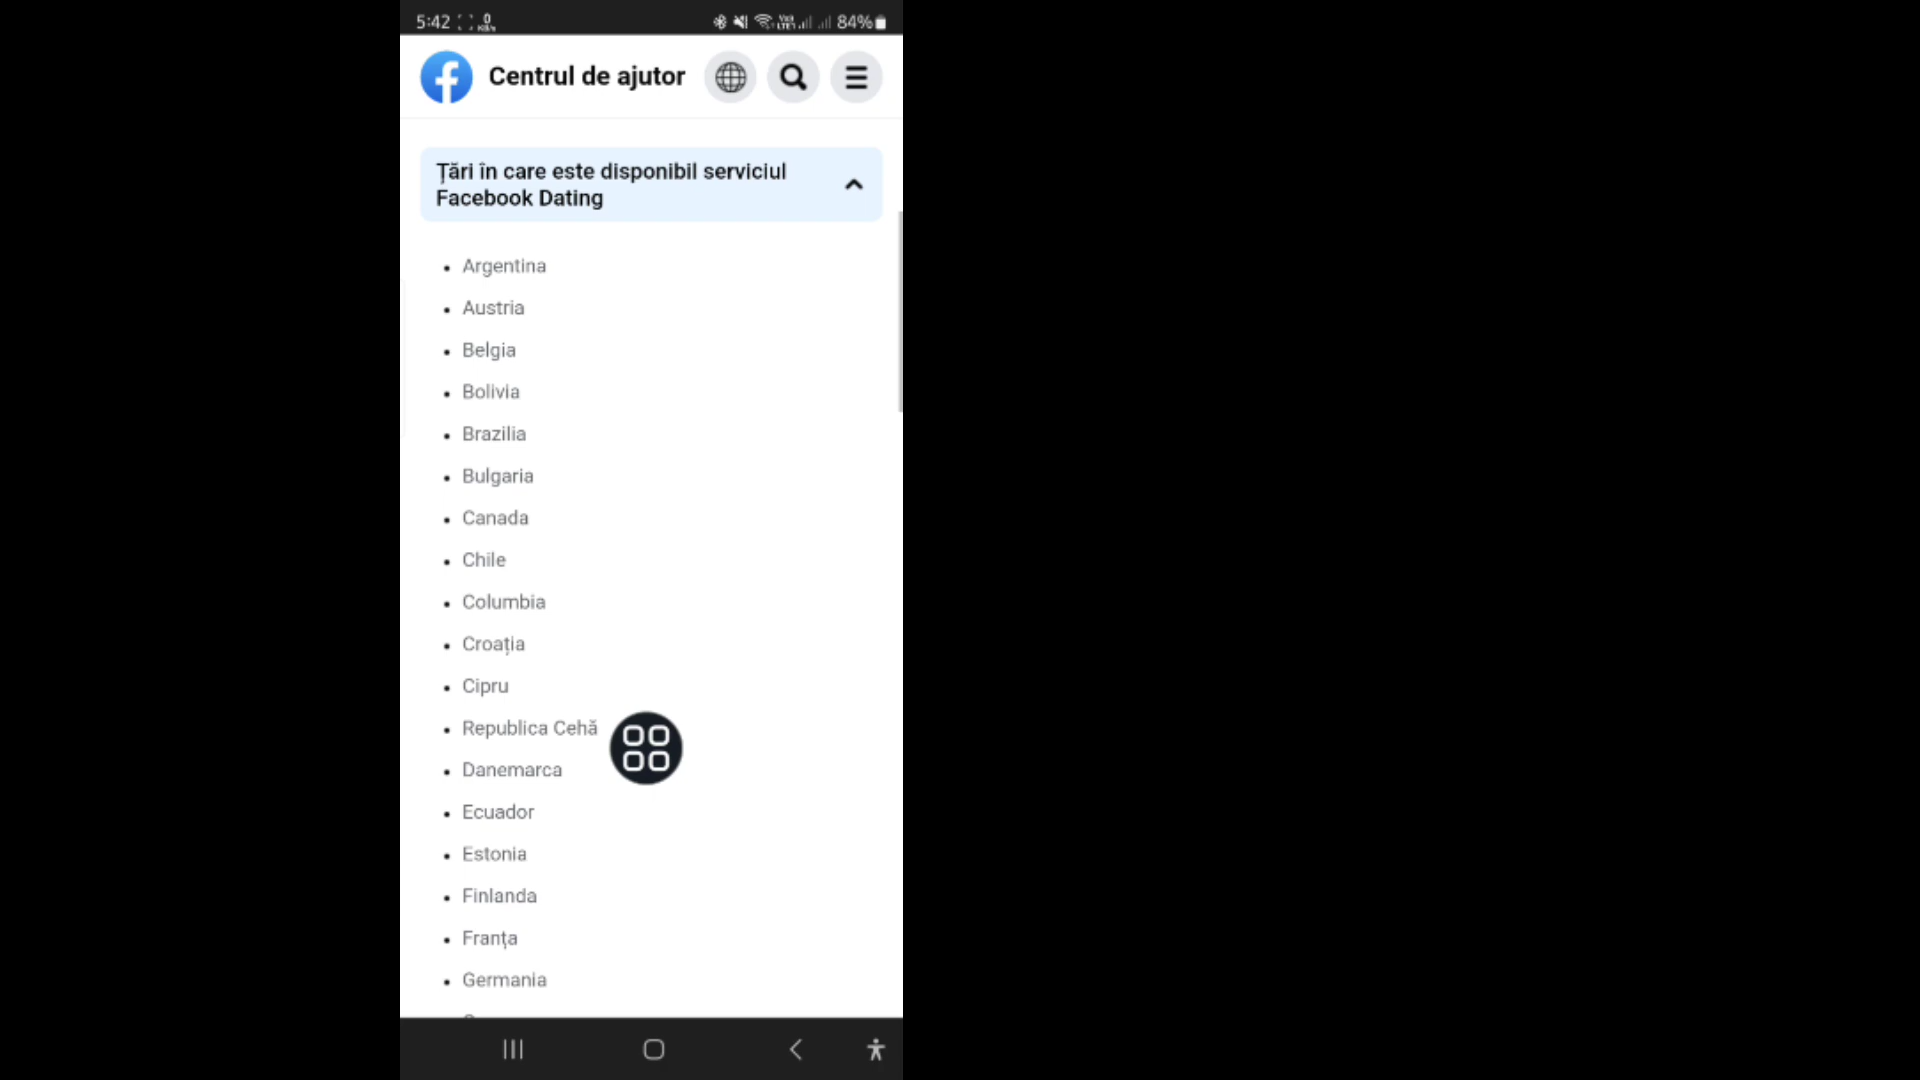 5:42
84%
Centrul de ajutor
Țări în care este disponibil serviciul
Facebook Dating
Argentina
Austria
Belgia
Bolivia
Brazilia
Bulgaria
Canada
Chile
Columbia
Croația
Cipru
Republica Cehă
Danemarca
Ecuador
Estonia
Finlanda
Franța
Germania